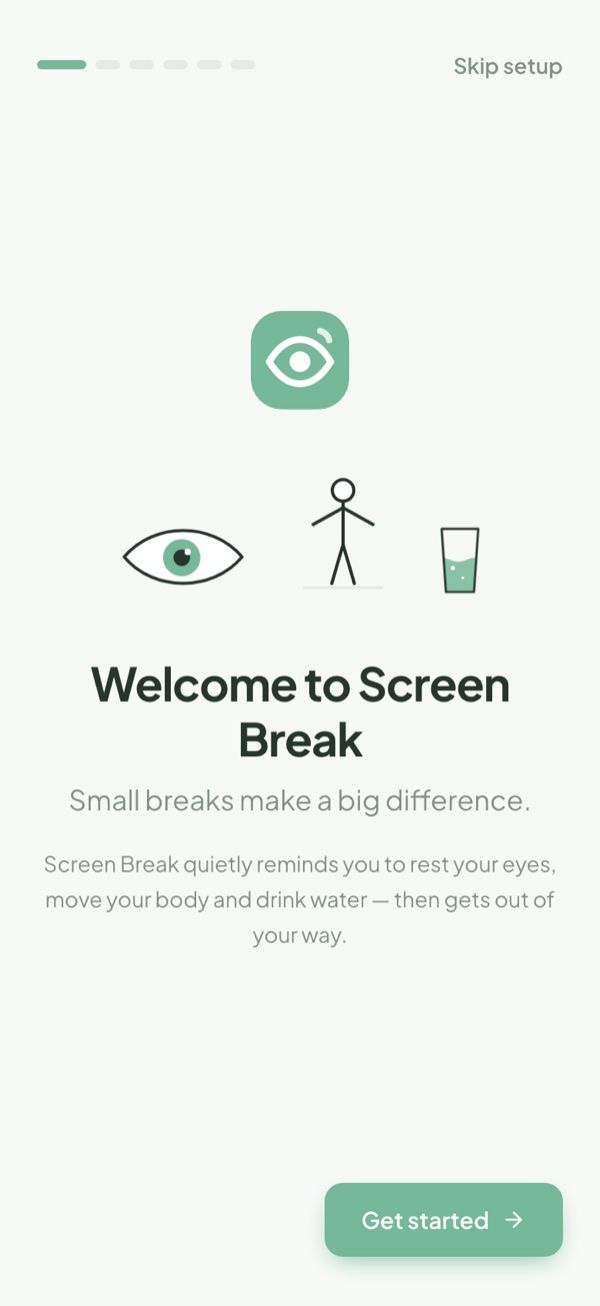 Skip setup
Welcome to Screen
Break
Small breaks make a big difference.
Screen Break quietly reminds you to rest your eyes,
move your body and drink water — then gets out of
your way.
Get started →